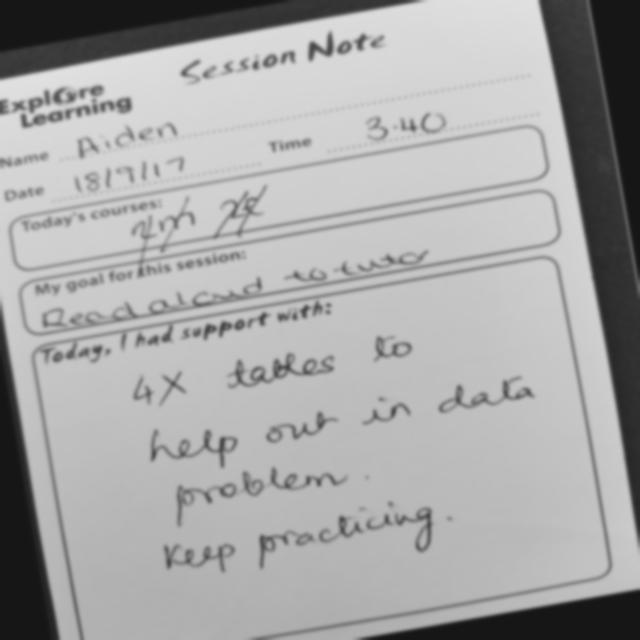 Session Note
Explore
Learning
Name Aiden
Date 18/9/17 Time 3.40
Today's courses:
My goal for this session:
Read aloud to tutor
Today, I had support with:
4X tables to
help out in data
problem.
Keep practicing.